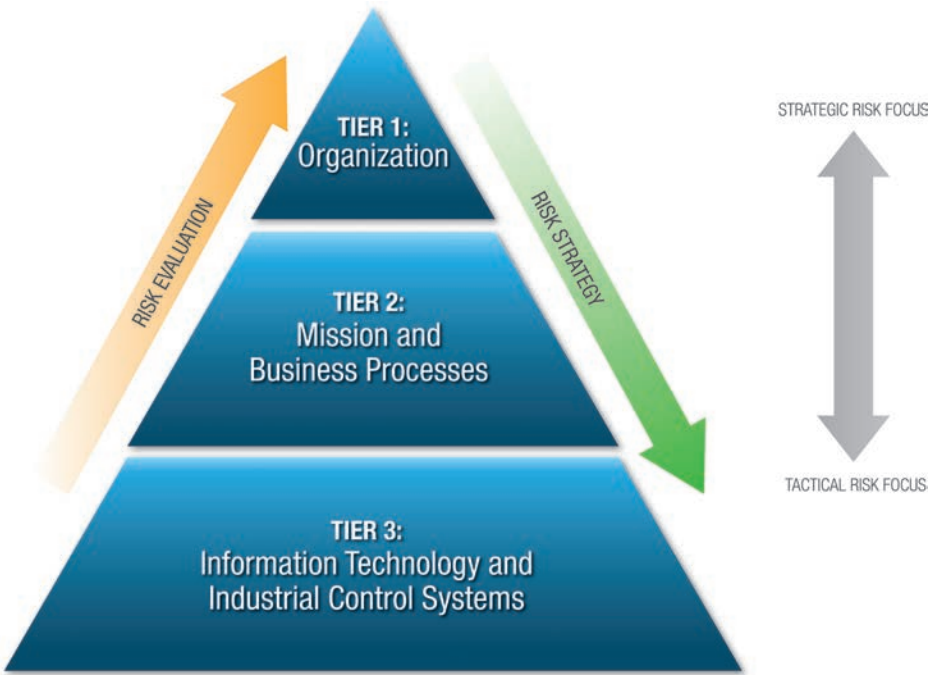 TIER 1:
Organization
RISK EVALUATION
RISK STRATEGY
STRATEGIC RISK FOCUS
TIER 2:
Mission and
Business Processes
TACTICAL RISK FOCUS
TIER 3:
Information Technology and
Industrial Control Systems